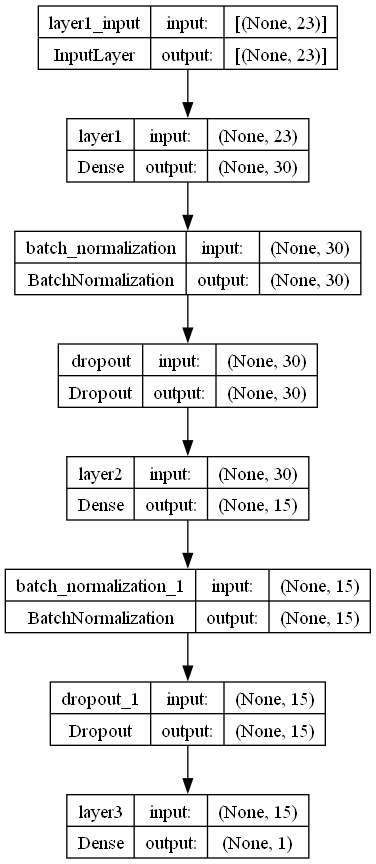 layer1_input input: [(None, 23)]
InputLayer output: [(None, 23)]
layer1 input: (None, 23)
Dense output: (None, 30)
batch_normalization input: (None, 30)
BatchNormalization output: (None, 30)
dropout input: (None, 30)
Dropout output: (None, 30)
layer2 input: (None, 30)
Dense output: (None, 15)
batch_normalization_1 input: (None, 15)
BatchNormalization output: (None, 15)
dropout_1 input: (None, 15)
Dropout output: (None, 15)
layer3 input: (None, 15)
Dense output: (None, 1)